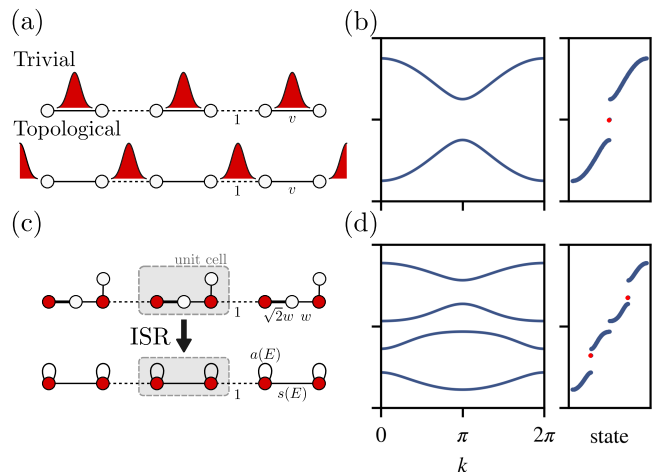 (a)
(b)
Trivial
1
v
Topological
1
v
(c)
(d)
unit cell
1
√2w
w
ISR
a(E)
1
s(E)
0
π
2π
state
k